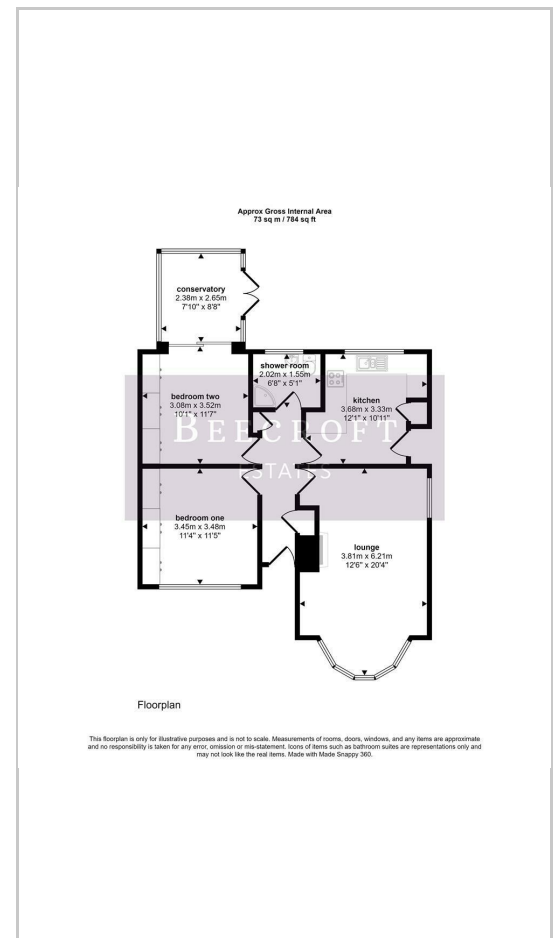 Approx Gross Internal Area
73 sq m / 784 sq ft
conservatory
2.38m x 2.65m
7'10" x 8'8"
shower room
2.02m x 1.55m
6'8" x 5'1"
bedroom two
3.08m x 3.52m
10'1" x 11'7"
kitchen
3.68m x 3.33m
12'1" x 10'11"
BEECROFT
ESTATES
bedroom one
3.45m x 3.48m
11'4" x 11'5"
lounge
3.81m x 6.21m
12'6" x 20'4"
Floorplan
This floorplan is only for illustrative purposes and is not to scale. Measurements of rooms, doors, windows, and any items are approximate
and no responsibility is taken for any error, omission or mis-statement. Icons of items such as bathroom suites are representations only and
may not look like the real items. Made with Made Snappy 360.